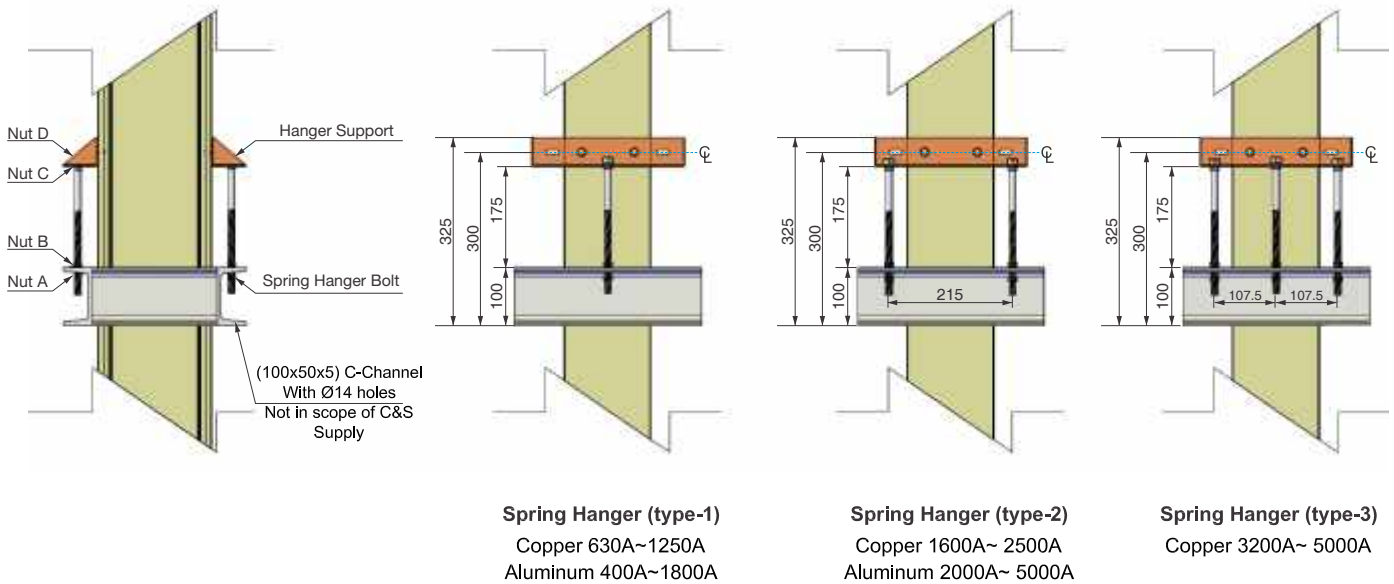 Nut D
Nut C
Nut B
Nut A
Hanger Support
Spring Hanger Bolt
(100x50x5) C-Channel
With Ø14 holes
Not in scope of C&S
Supply
325
300
175
100
℄
325
300
175
100
215
℄
325
300
175
100
107.5
107.5
℄
Spring Hanger (type-1)
Copper 630A~1250A
Aluminum 400A~1800A
Spring Hanger (type-2)
Copper 1600A~ 2500A
Aluminum 2000A~ 5000A
Spring Hanger (type-3)
Copper 3200A~ 5000A